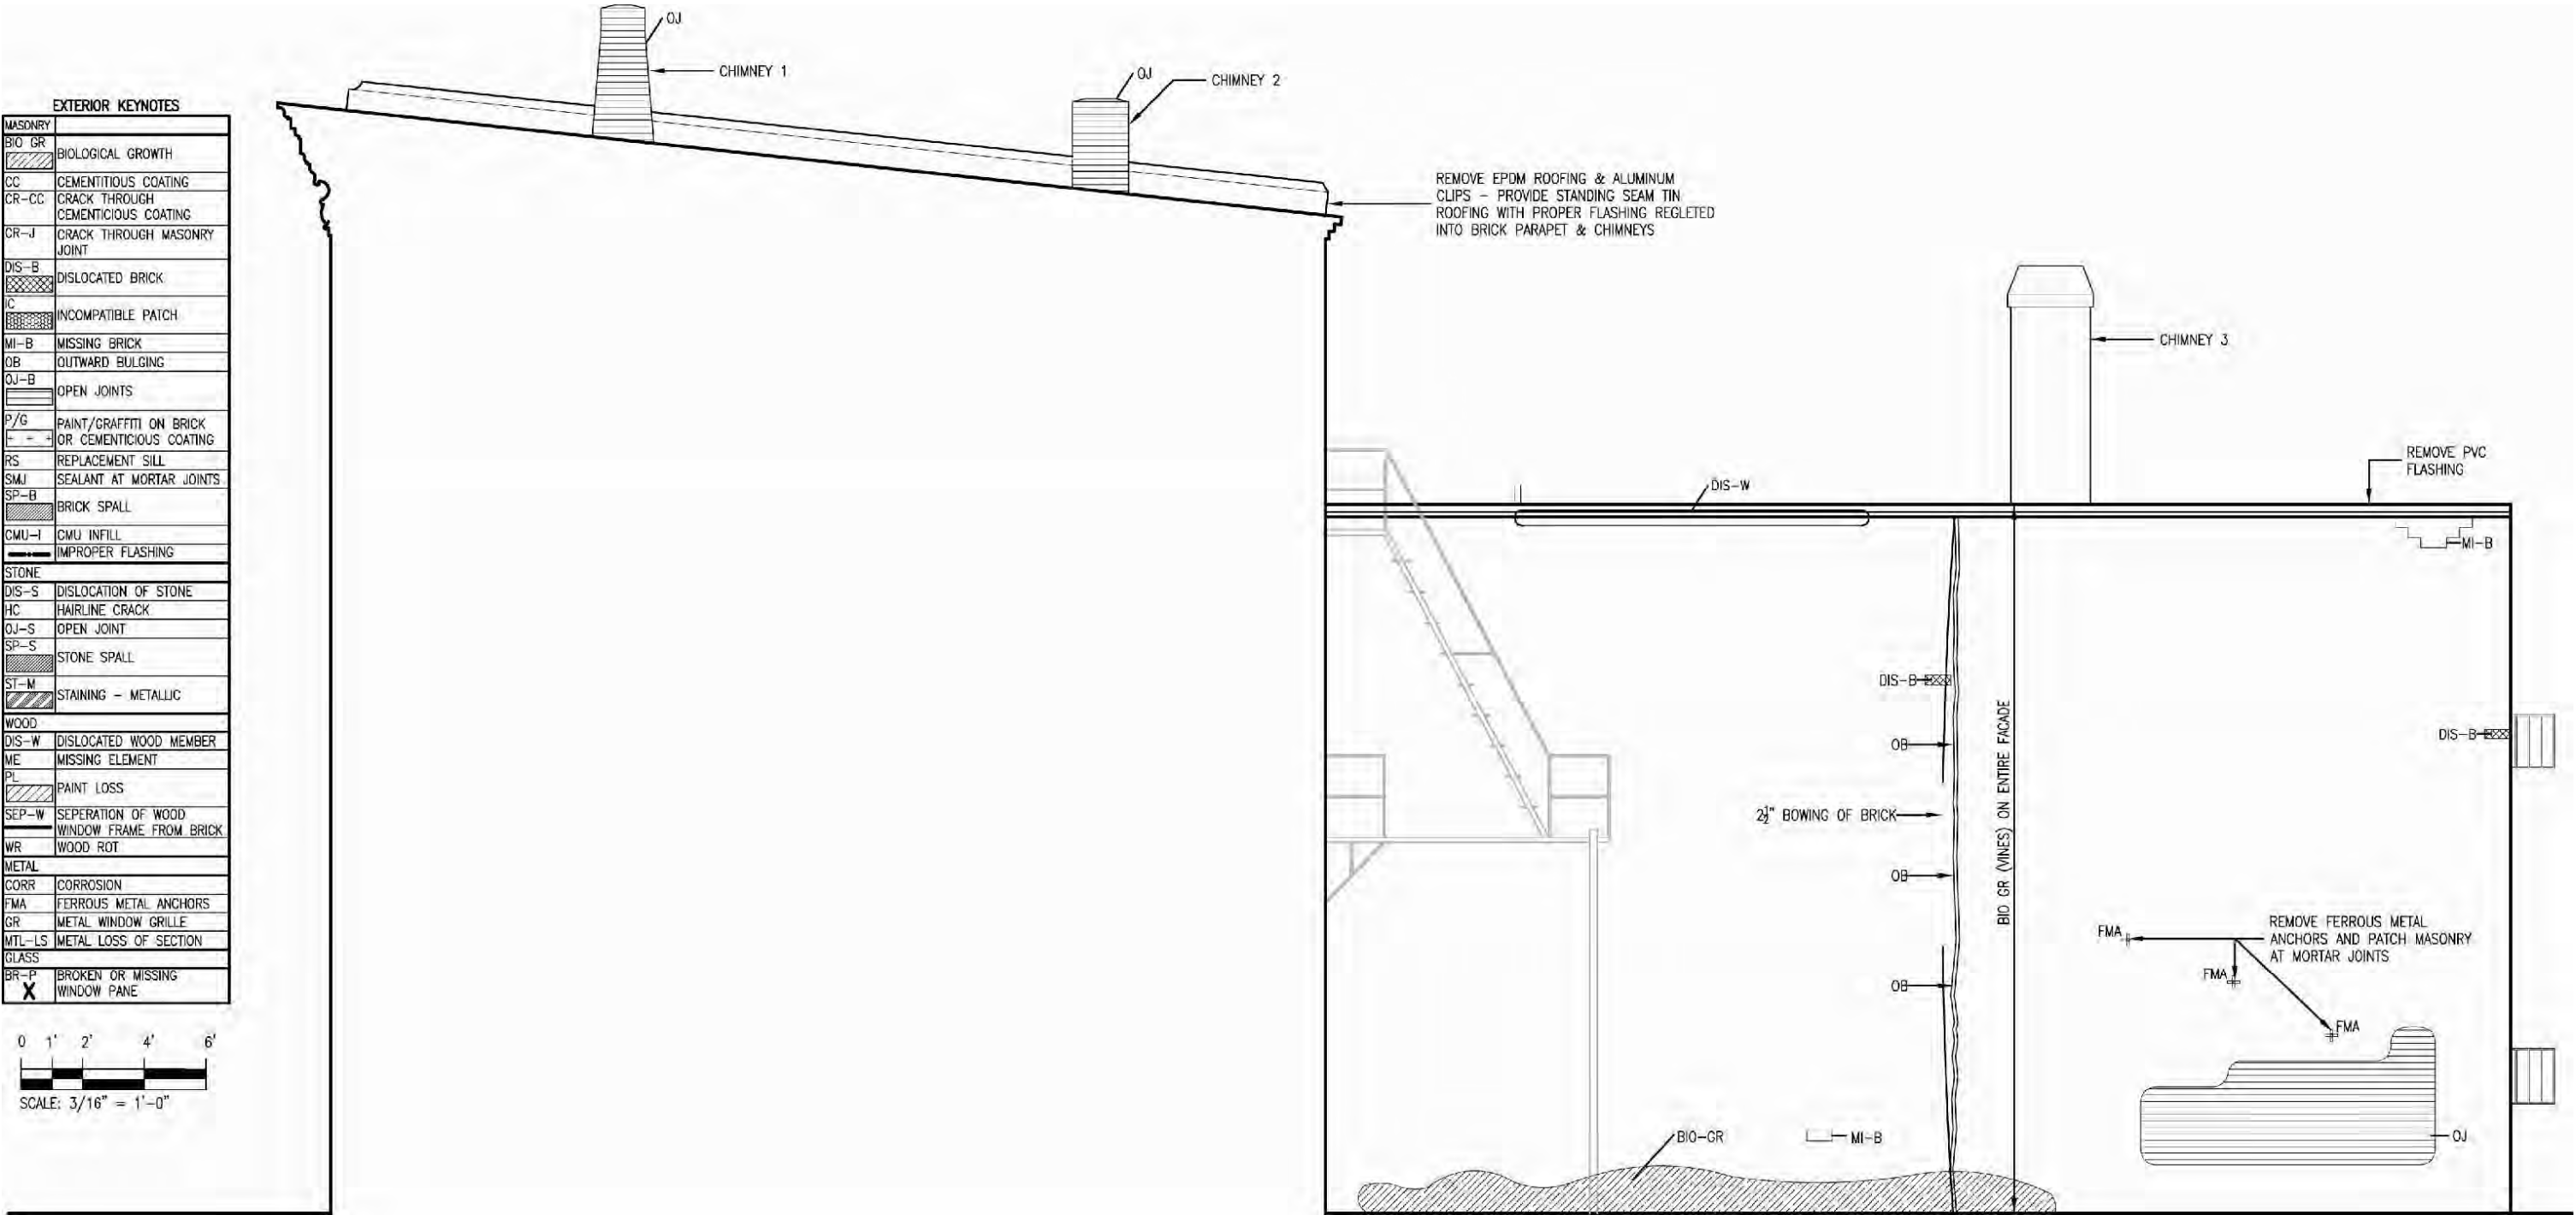 EXTERIOR KEYNOTES
MASONRY
BIO GR BIOLOGICAL GROWTH
CC CEMENTITIOUS COATING
CR-CC CRACK THROUGH
CEMENTICIOUS COATING
CR-J CRACK THROUGH MASONRY
JOINT
DIS-B DISLOCATED BRICK
IC INCOMPATIBLE PATCH
MI-B MISSING BRICK
OB OUTWARD BULGING
OJ-B OPEN JOINTS
P/G PAINT/GRAFFITI ON BRICK
OR CEMENTICIOUS COATING
RS REPLACEMENT SILL
SMJ SEALANT AT MORTAR JOINTS
SP-B BRICK SPALL
CMU-I CMU INFILL
IMPROPER FLASHING
STONE
DIS-S DISLOCATION OF STONE
HC HAIRLINE CRACK
OJ-S OPEN JOINT
SP-S STONE SPALL
ST-M STAINING - METALLIC
WOOD
DIS-W DISLOCATED WOOD MEMBER
ME MISSING ELEMENT
PL PAINT LOSS
SEP-W SEPERATION OF WOOD
WINDOW FRAME FROM BRICK
WR WOOD ROT
METAL
CORR CORROSION
FMA FERROUS METAL ANCHORS
GR METAL WINDOW GRILLE
MTL-LS METAL LOSS OF SECTION
GLASS
BR-P BROKEN OR MISSING
X WINDOW PANE
0 1' 2' 4' 6'
SCALE: 3/16" = 1'-0"
OJ
CHIMNEY 1
OJ
CHIMNEY 2
REMOVE EPDM ROOFING & ALUMINUM
CLIPS - PROVIDE STANDING SEAM TIN
ROOFING WITH PROPER FLASHING REGLETED
INTO BRICK PARAPET & CHIMNEYS
CHIMNEY 3
REMOVE PVC
FLASHING
DIS-W
MI-B
DIS-B
DIS-B
OB
2½" BOWING OF BRICK
OB
OB
BIO GR (VINES) ON ENTIRE FACADE
FMA
FMA
FMA
REMOVE FERROUS METAL
ANCHORS AND PATCH MASONRY
AT MORTAR JOINTS
BIO-GR
MI-B
OJ